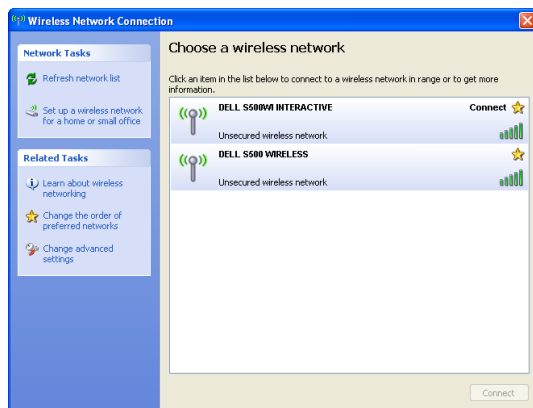 Wireless Network Connection
Network Tasks
Refresh network list
Set up a wireless network
for a home or small office
Related Tasks
Learn about wireless
networking
Change the order of
preferred networks
Change advanced
settings
Choose a wireless network
Click an item in the list below to connect to a wireless network in range or to get more
information.
DELL S500WI INTERACTIVE Connect
Unsecured wireless network
DELL S500 WIRELESS
Unsecured wireless network
Connect